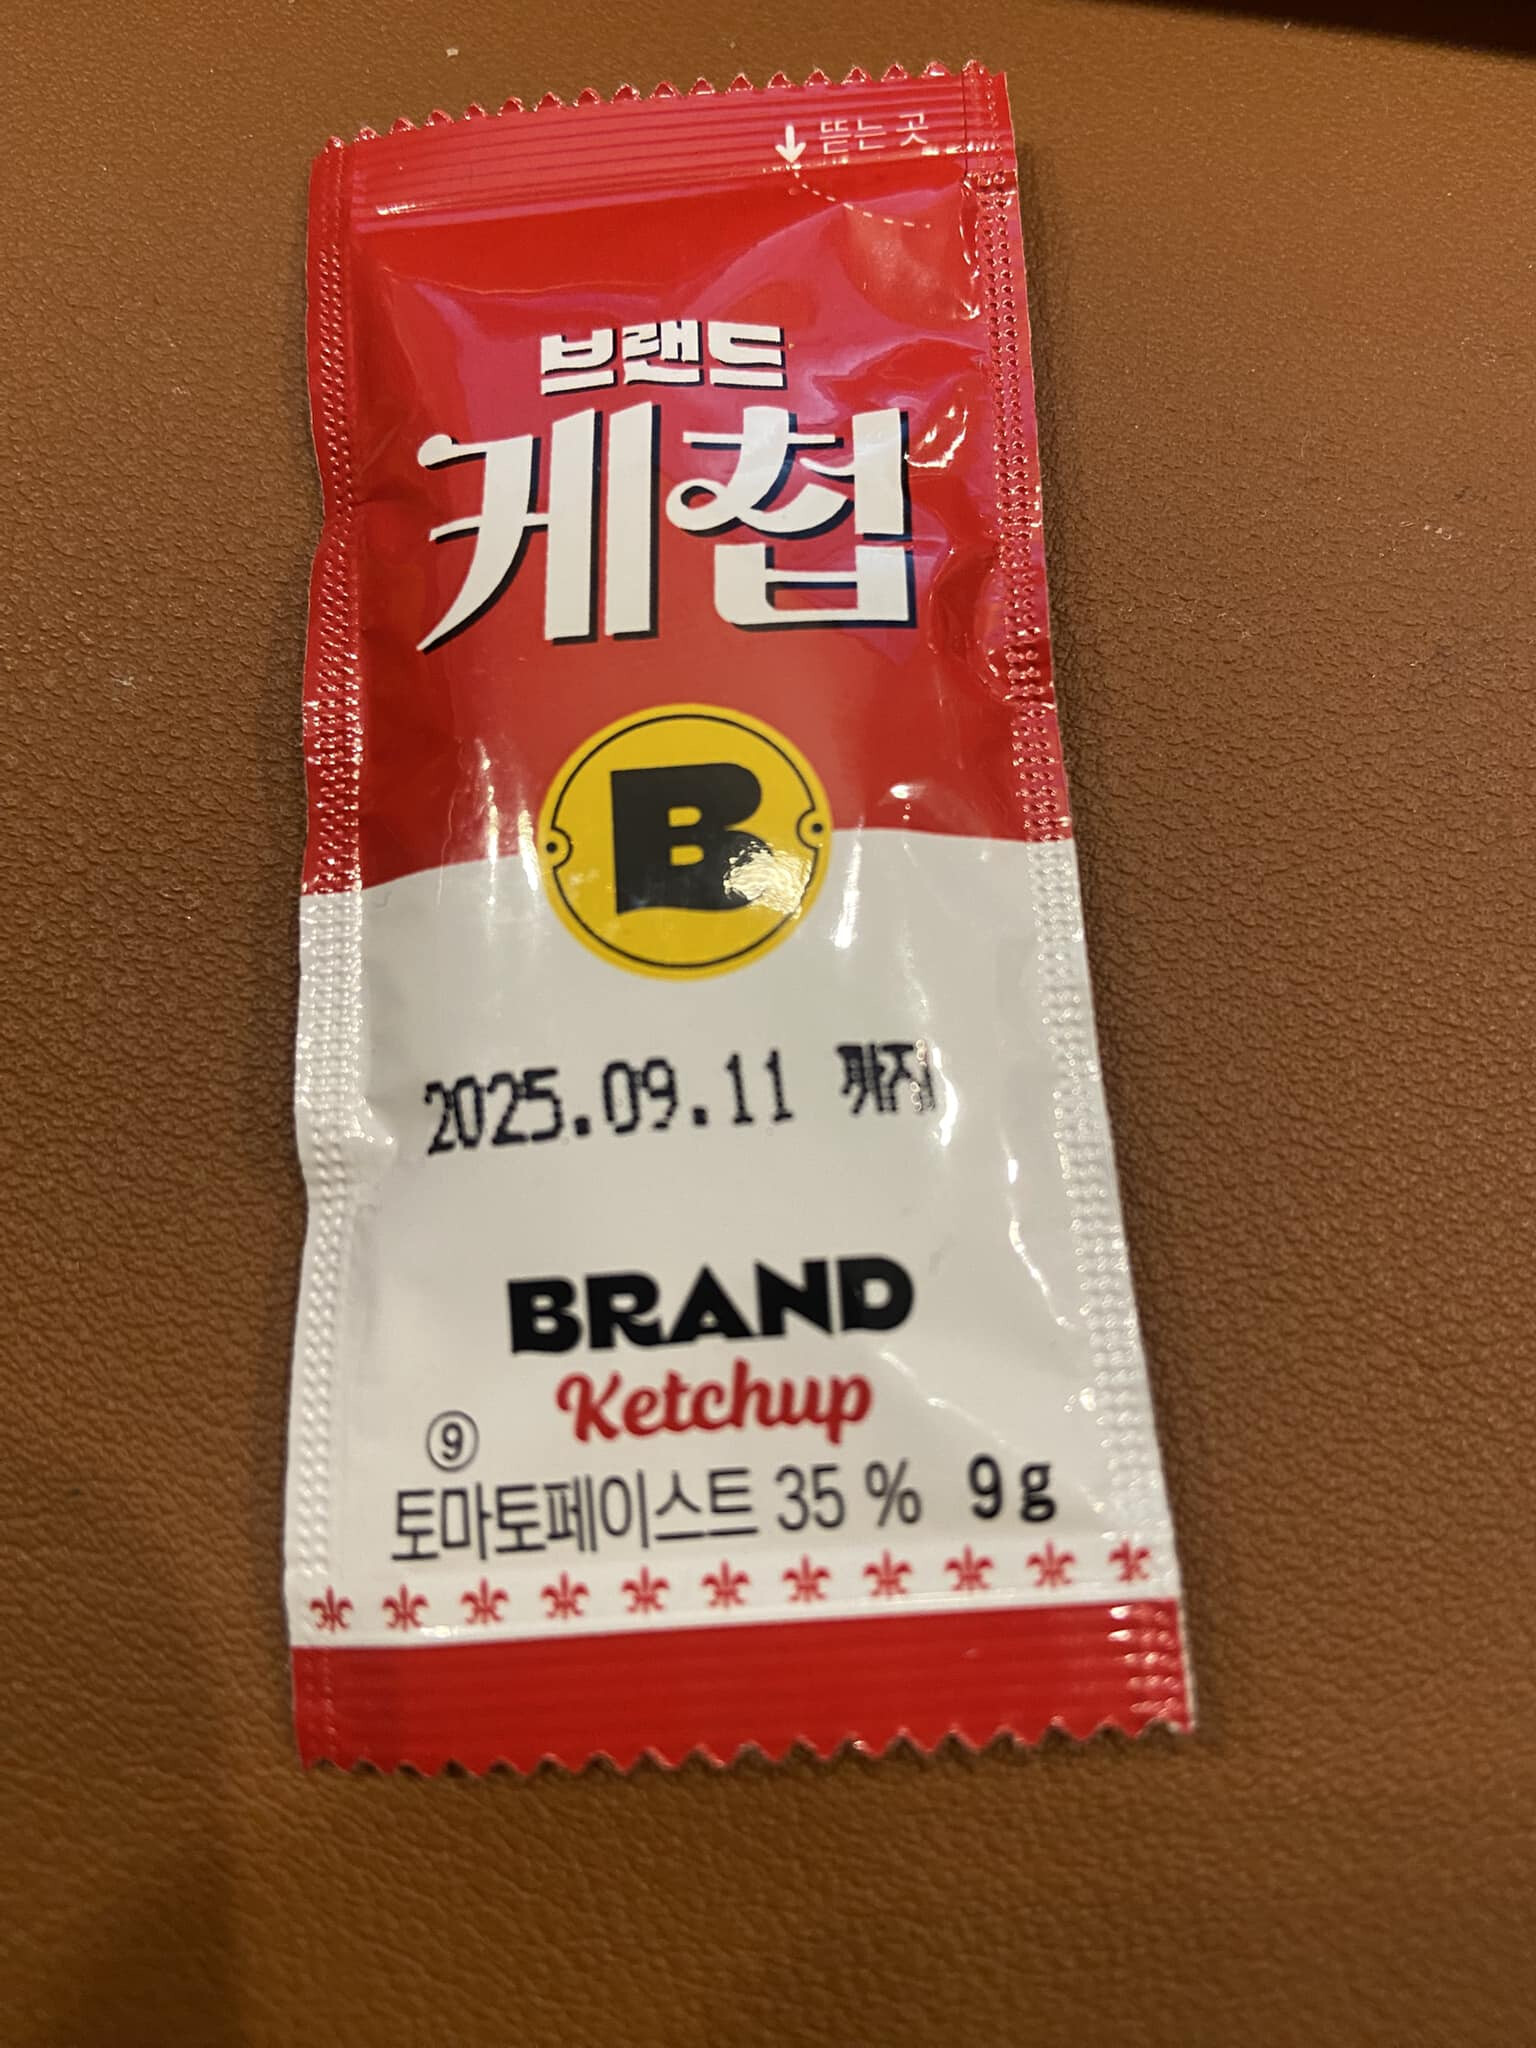 뜯는 곳
브랜드
케첩
B
2025.09.11 까지
BRAND
Ketchup
⑨
토마토페이스트 35 % 9 g